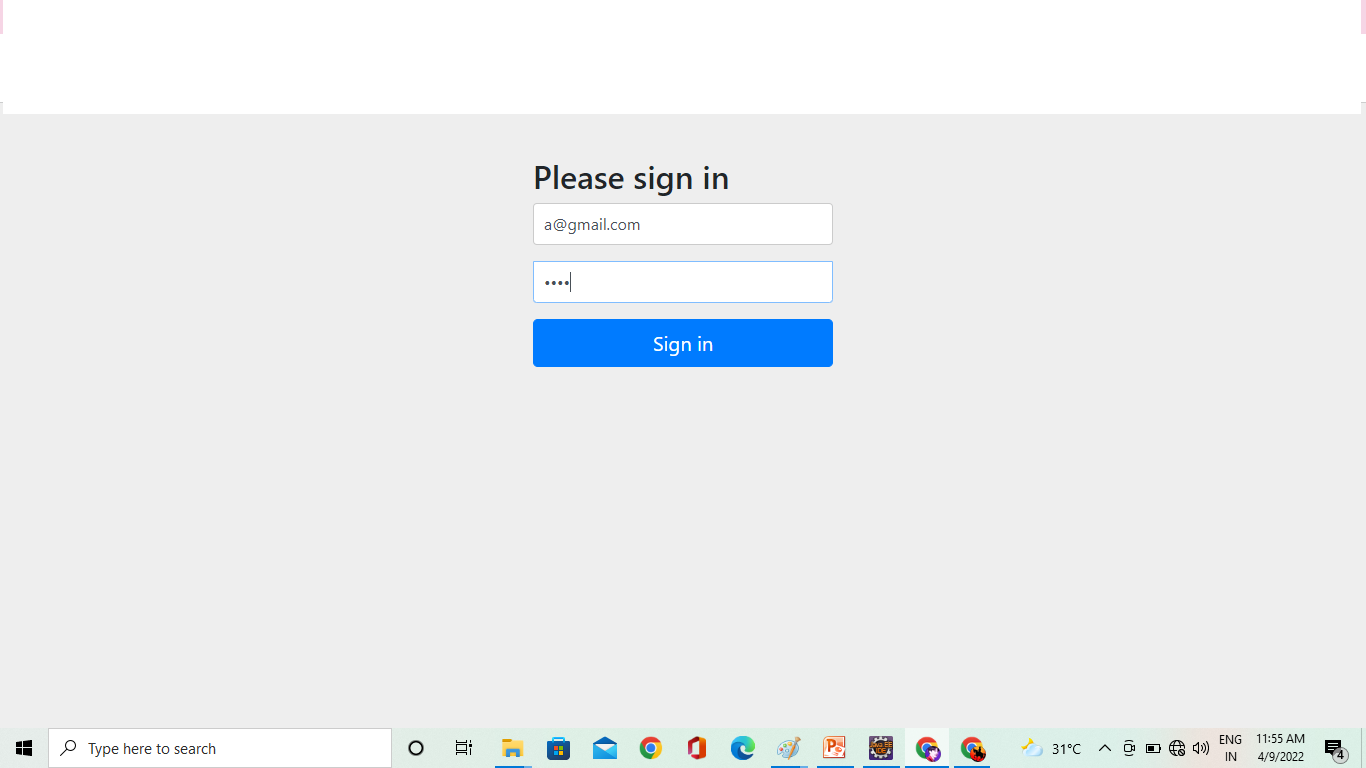 Please sign in
a@gmail.com
••••
Sign in
Type here to search
31°C
ENG
IN
11:55 AM
4/9/2022
4